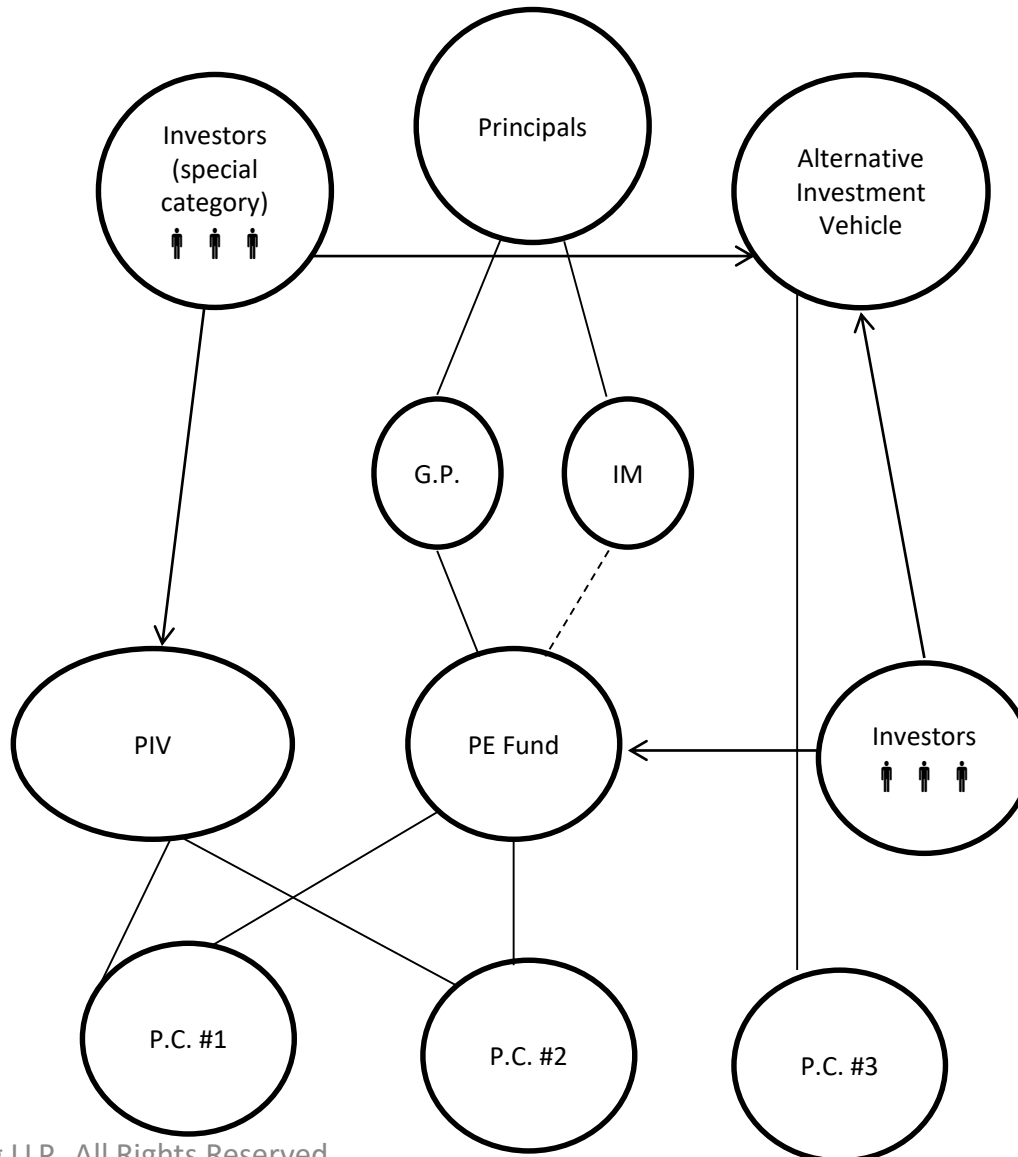 Principals
Investors
(special
category)
Alternative
Investment
Vehicle
G.P.
IM
PIV
PE Fund
Investors
P.C. #1
P.C. #2
P.C. #3
LLP. All Rights Reserved